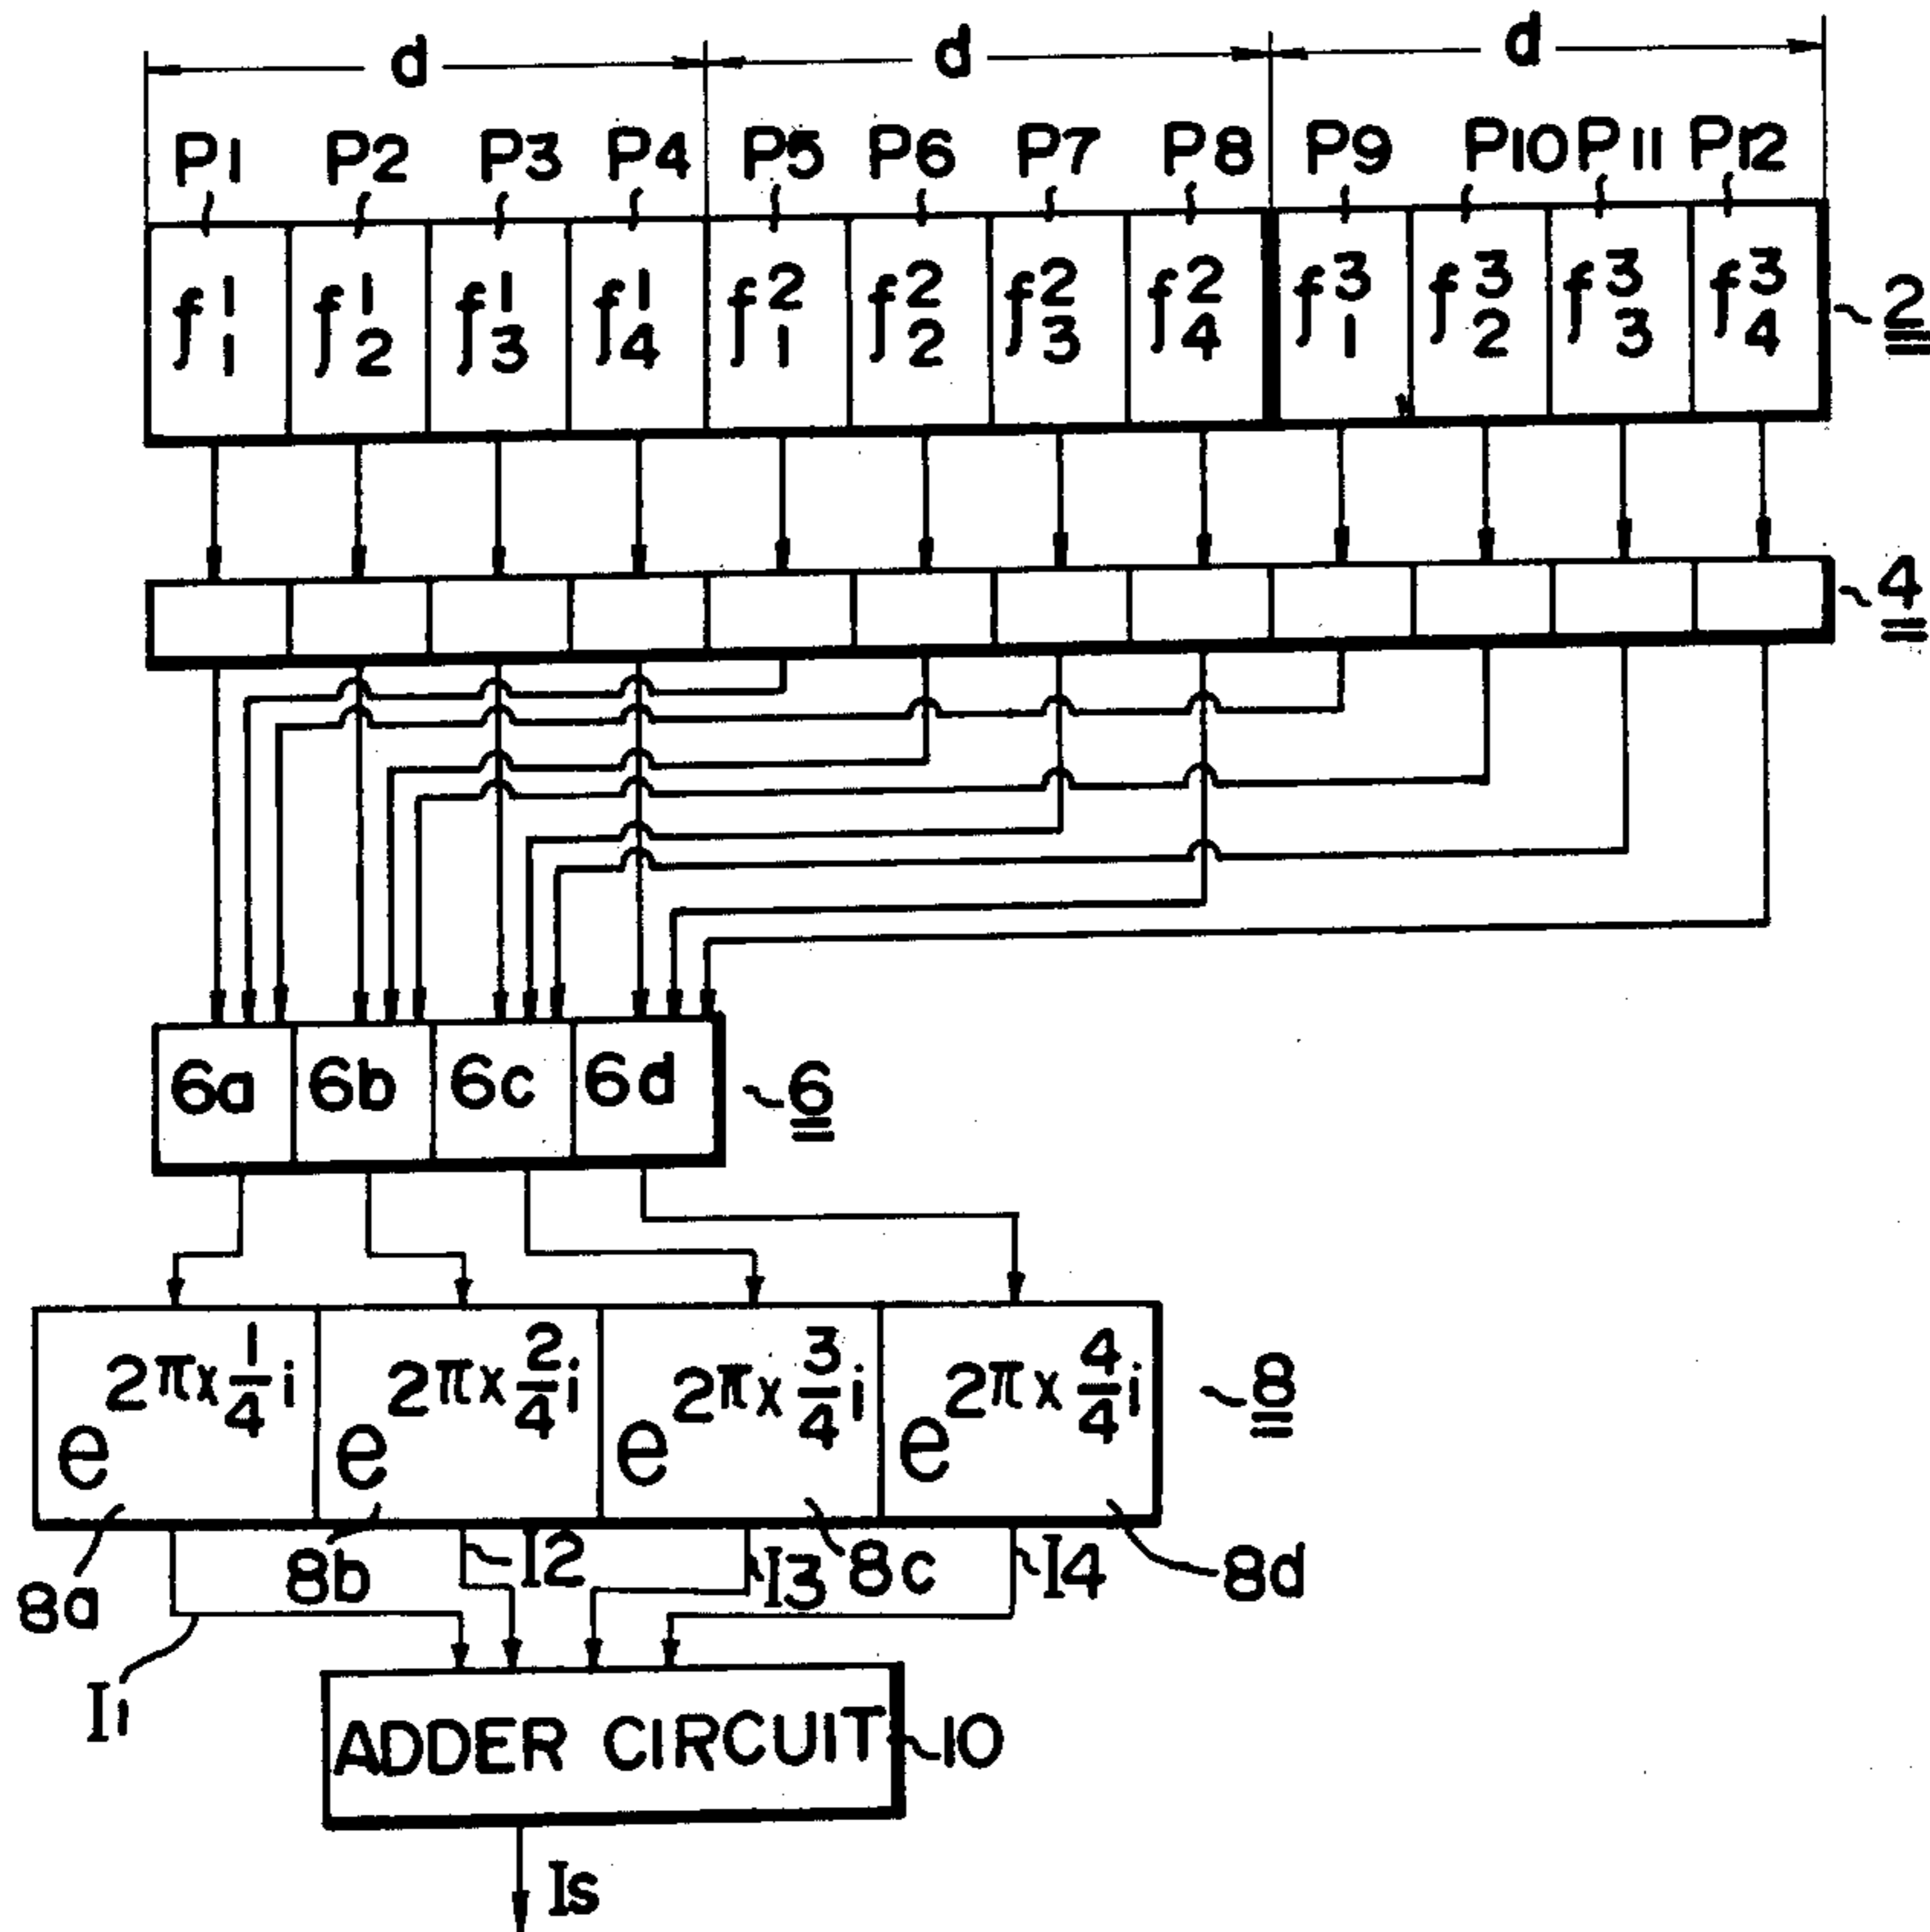 d d d
P1 P2 P3 P4 P5 P6 P7 P8 P9 P10 P11 P12
f¹₁ f¹₂ f¹₃ f¹₄ f²₁ f²₂ f²₃ f²₄ f³₁ f³₂ f³₃ f³₄ 2
4
6a 6b 6c 6d 6
e^2π×1/4 i e^2π×2/4 i e^2π×3/4 i e^2π×4/4 i 8
8a 8b I2 I3 8c I4 8d
I1
ADDER CIRCUIT 10
Is